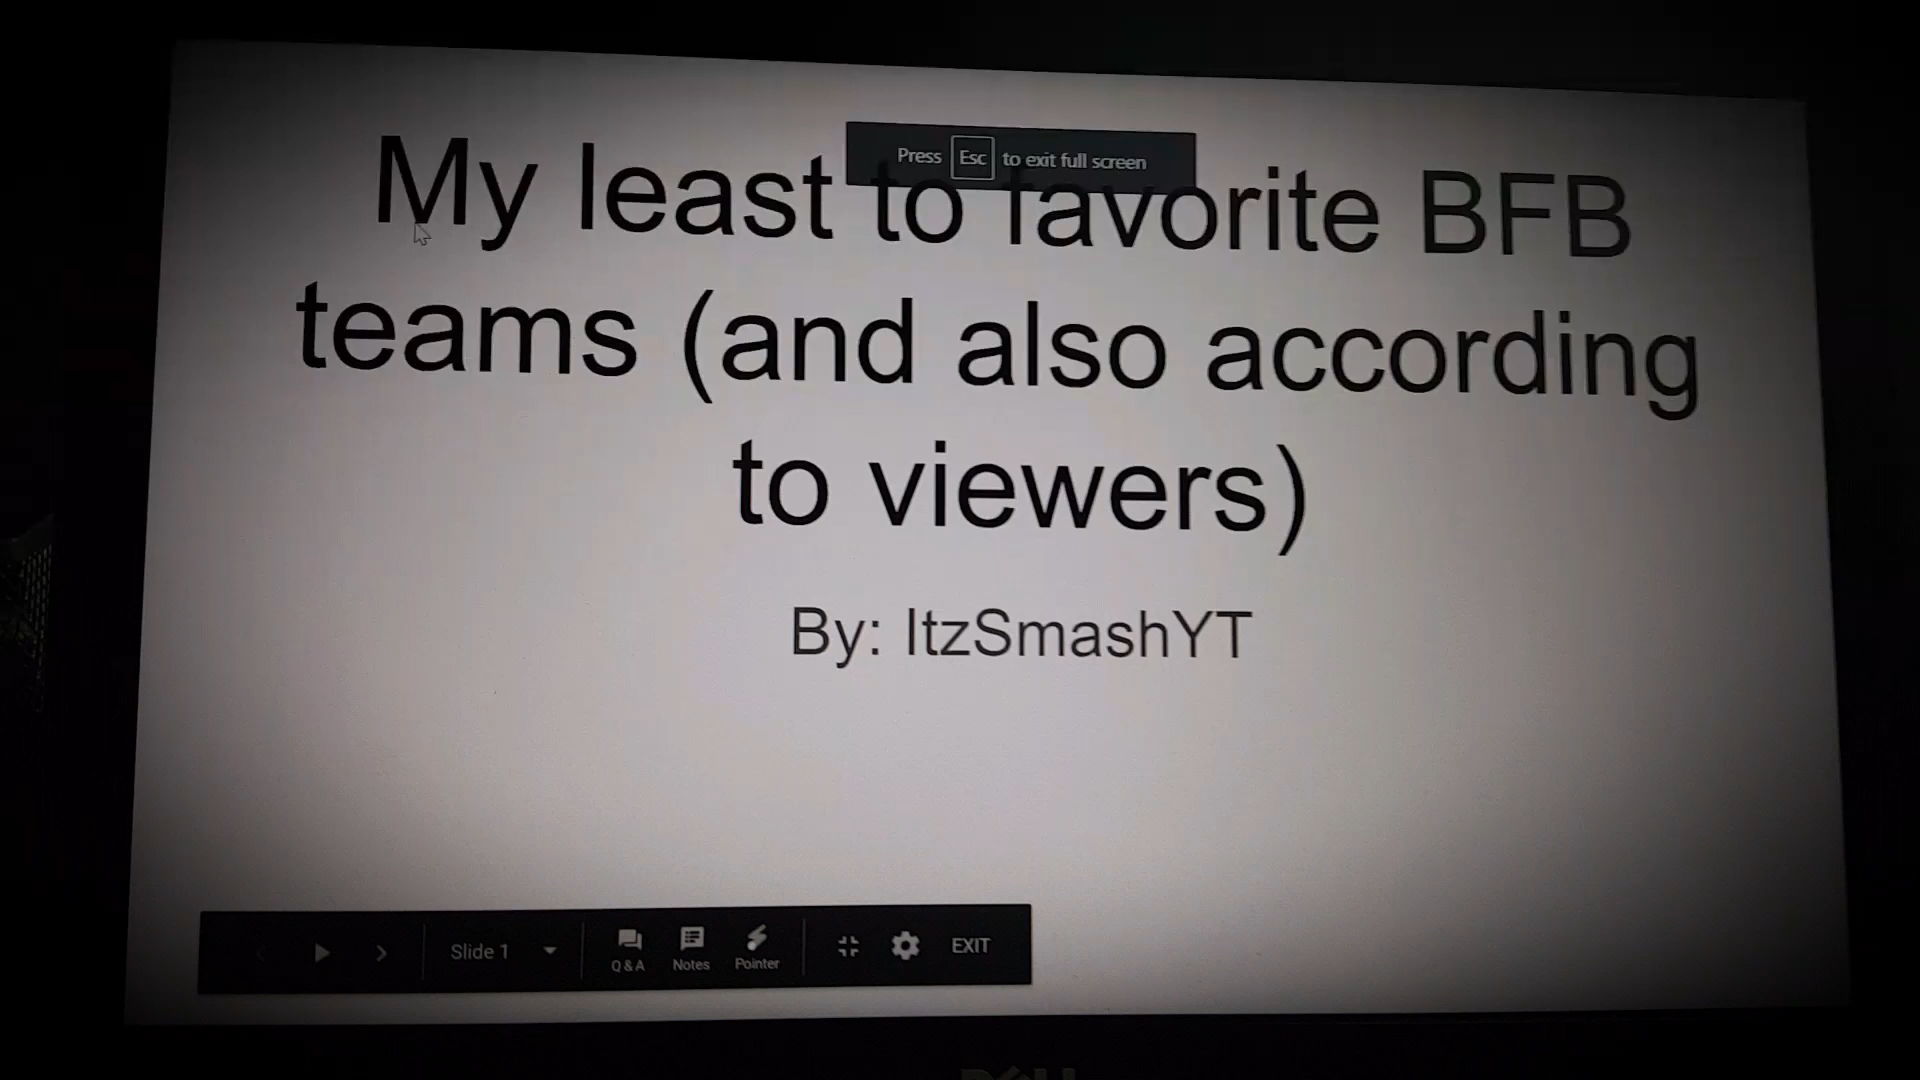 Press Esc to exit full screen
My least to favorite BFB
teams (and also according
to viewers)
By: ItzSmashYT
Slide 1
Q & A
Notes
Pointer
EXIT